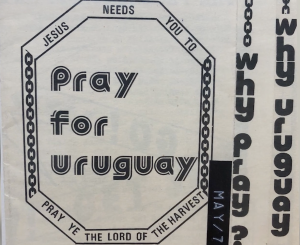 JESUS NEEDS YOU TO
Pray
for
uruguay
PRAY YE THE LORD OF THE HARVEST
MAY/7
why pray?
why uruguay